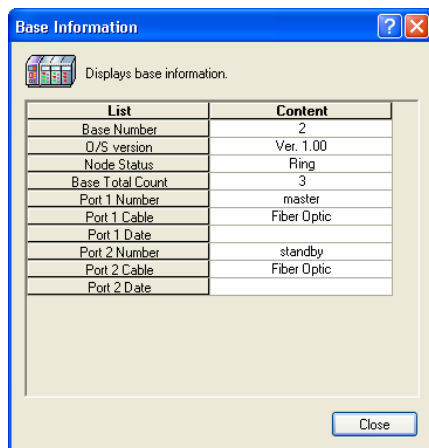 Base Information
Displays base information.
List Content
Base Number 2
O/S version Ver. 1.00
Node Status Ring
Base Total Count 3
Port 1 Number master
Port 1 Cable Fiber Optic
Port 1 Date
Port 2 Number standby
Port 2 Cable Fiber Optic
Port 2 Date
Close